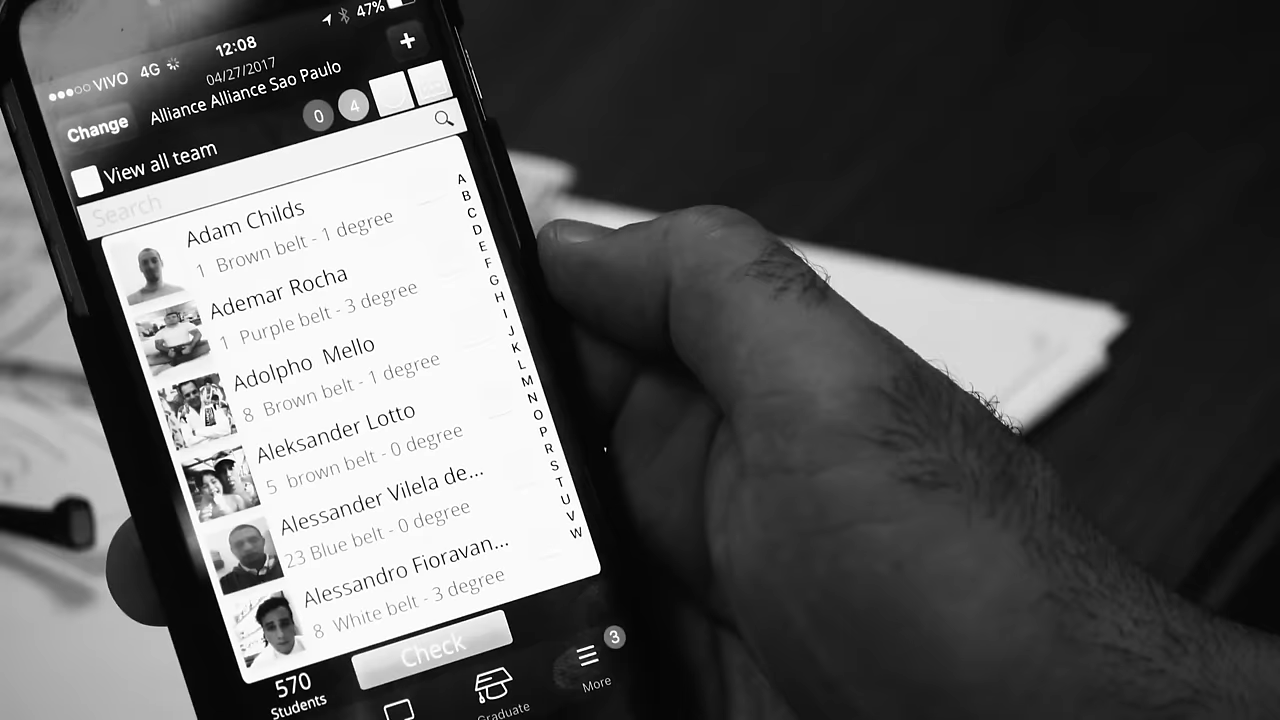 VIVO 4G 12:08 47%
04/27/2017
Change Alliance Alliance Sao Paulo +
0 4
View all team
Search
Adam Childs
1 Brown belt - 1 degree
Ademar Rocha
1 Purple belt - 3 degree
Adolpho Mello
8 Brown belt - 1 degree
Aleksander Lotto
5 brown belt - 0 degree
Alessander Vilela de...
23 Blue belt - 0 degree
Alessandro Fioravan...
8 White belt - 3 degree
A
B
C
D
E
F
G
H
I
J
K
L
M
N
O
P
R
S
T
U
V
W
Check
570
Students
Graduate
3
More